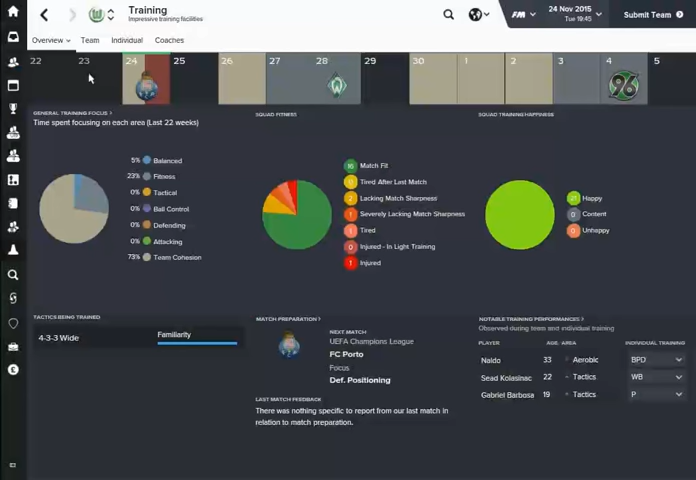 Training
Impressive training facilities
FM
24 Nov 2015
Tue 19:45
Submit Team
Overview
Team
Individual
Coaches
22
23
24
25
26
27
28
29
30
1
2
3
4
5
GENERAL TRAINING FOCUS
Time spent focusing on each area (Last 22 weeks)
5% Balanced
23% Fitness
0% Tactical
0% Ball Control
0% Defending
0% Attacking
73% Team Cohesion
SQUAD FITNESS
16 Match Fit
Tired After Last Match
2 Lacking Match Sharpness
1 Severely Lacking Match Sharpness
1 Tired
0 Injured - In Light Training
1 Injured
SQUAD TRAINING HAPPINESS
21 Happy
0 Content
0 Unhappy
TACTICS BEING TRAINED
4-3-3 Wide
Familiarity
MATCH PREPARATION
NEXT MATCH
UEFA Champions League
FC Porto
Focus
Def. Positioning
LAST MATCH FEEDBACK
There was nothing specific to report from our last match in
relation to match preparation.
NOTABLE TRAINING PERFORMANCES
Observed during team and individual training
PLAYER AGE AREA INDIVIDUAL TRAINING
Naldo 33 Aerobic BPD
Sead Kolasinac 22 Tactics WB
Gabriel Barbosa 19 Tactics P